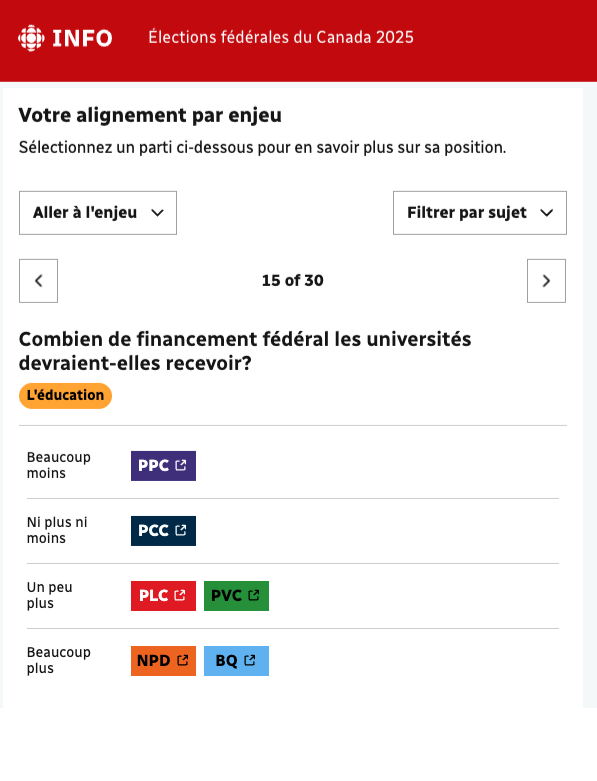 INFO Élections fédérales du Canada 2025
Votre alignement par enjeu
Sélectionnez un parti ci-dessous pour en savoir plus sur sa position.
Aller à l'enjeu Filtrer par sujet
15 of 30
Combien de financement fédéral les universités
devraient-elles recevoir?
L'éducation
Beaucoup
moins
PPC
Ni plus ni
moins
PCC
Un peu
plus
PLC PVC
Beaucoup
plus
NPD BQ